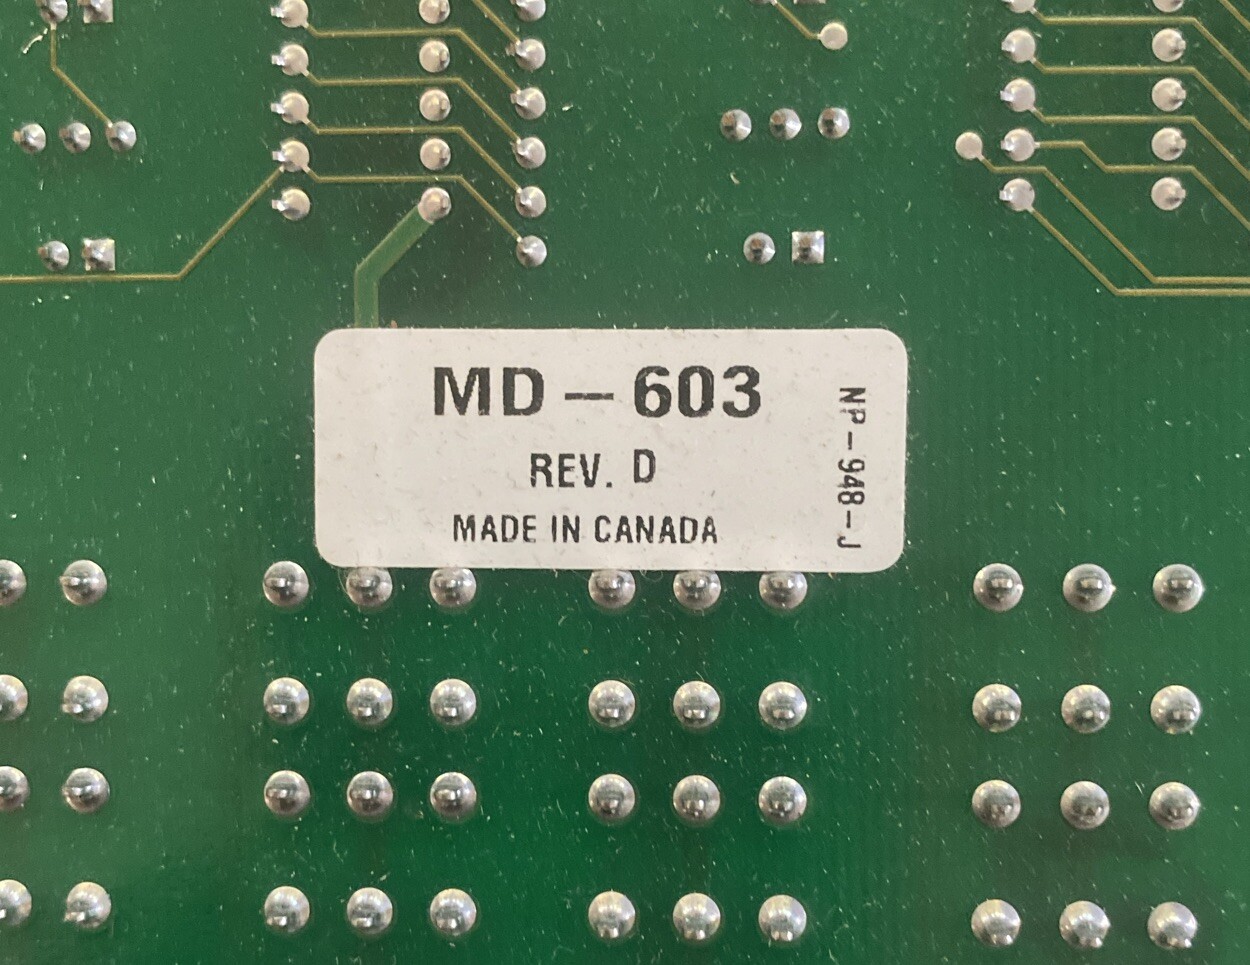 MD - 603
REV. D
MADE IN CANADA
NP-948-J